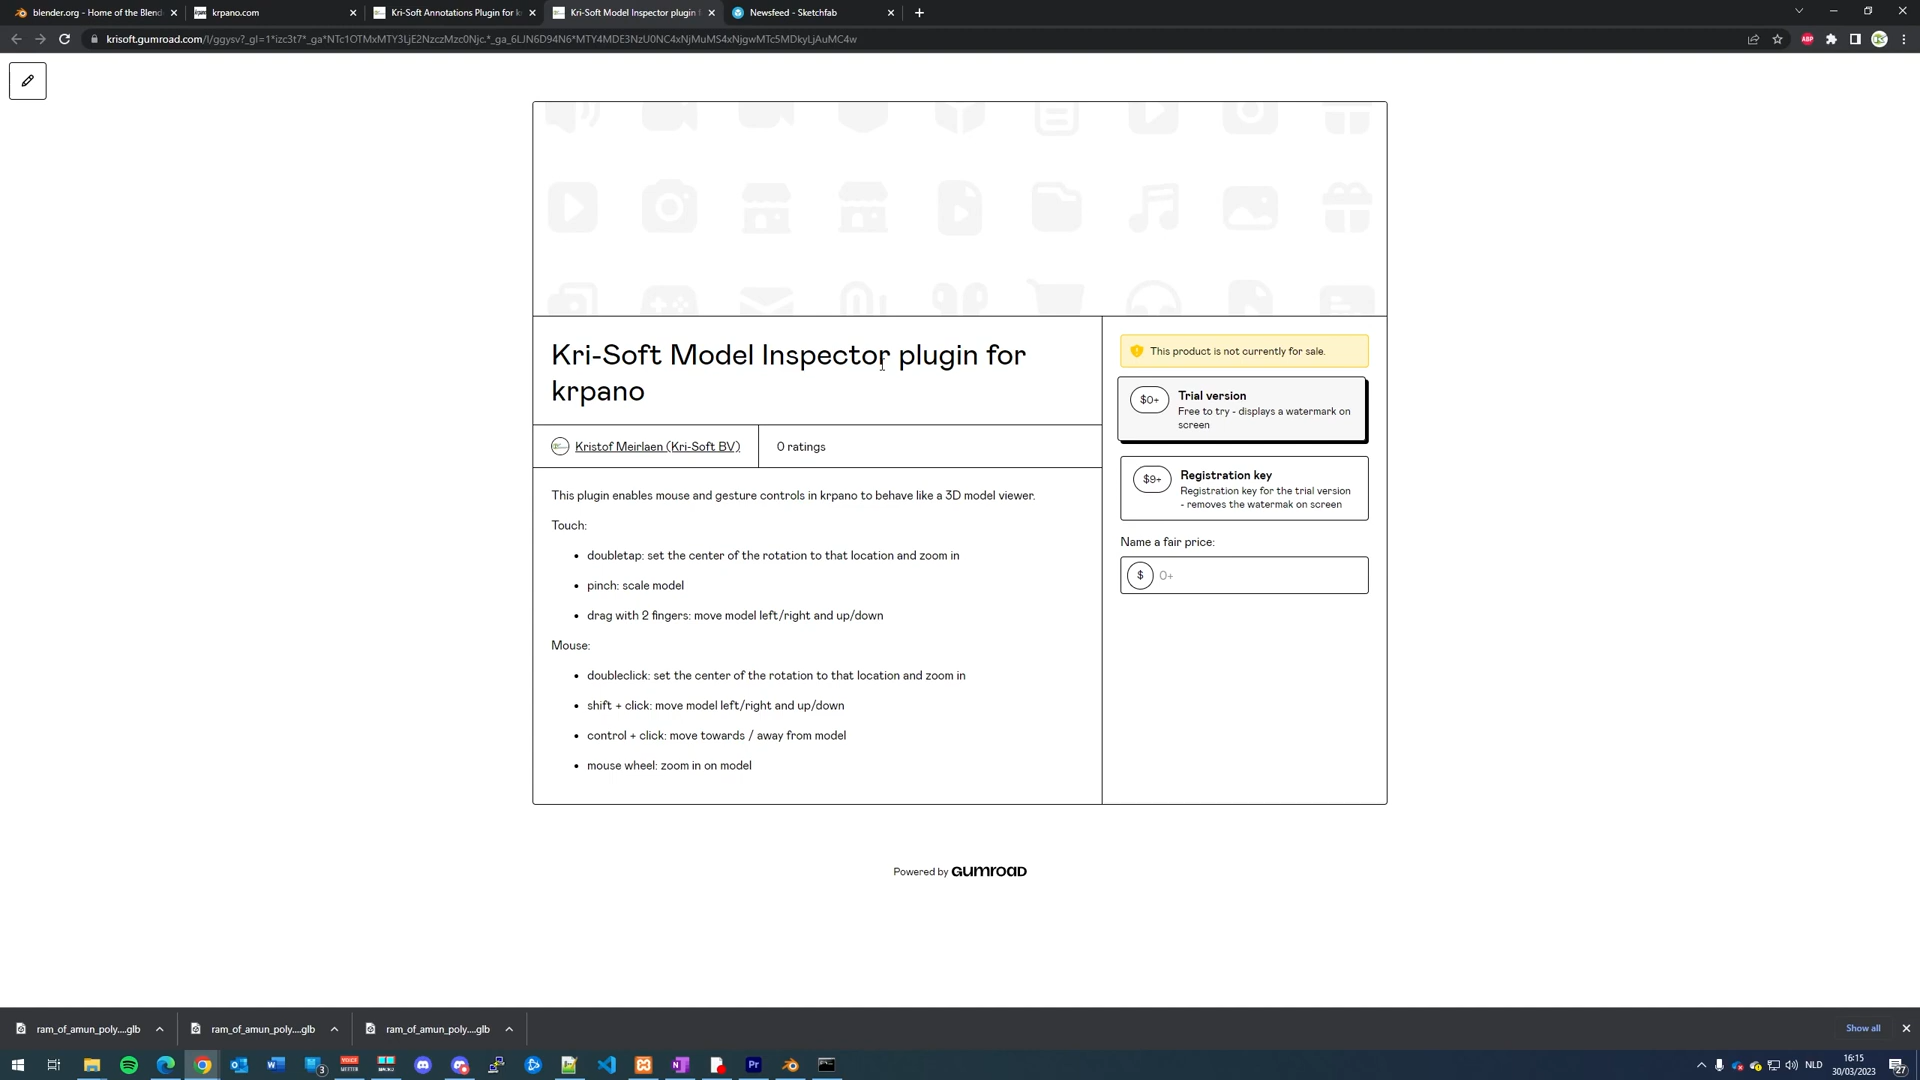 blender.org - Home of the Blend
krpano.com
Kri-Soft Annotations Plugin for k
Kri-Soft Model Inspector plugin
Newsfeed - Sketchfab
krisoft.gumroad.com/l/ggysv?_gl=1*izc3t7*_ga*NTc1OTMxMTY3LjE2NzczMzc0Njc.*_ga_6LJN6D94N6*MTY4MDE3NzU0NC4xNjMuMS4xNjgwMTc5MDkyLjAuMC4w
ABP
Kri-Soft Model Inspector plugin for
krpano
Kristof Meirlaen (Kri-Soft BV)
0 ratings
This plugin enables mouse and gesture controls in krpano to behave like a 3D model viewer.
Touch:
• doubletap: set the center of the rotation to that location and zoom in
• pinch: scale model
• drag with 2 fingers: move model left/right and up/down
Mouse:
• doubleclick: set the center of the rotation to that location and zoom in
• shift + click: move model left/right and up/down
• control + click: move towards / away from model
• mouse wheel: zoom in on model
This product is not currently for sale.
$0+
Trial version
Free to try - displays a watermark on
screen
$9+
Registration key
Registration key for the trial version
- removes the watermak on screen
Name a fair price:
$ 0+
Powered by GUMROAD
ram_of_amun_poly....glb
ram_of_amun_poly....glb
ram_of_amun_poly....glb
Show all
3
NLD
16:15
30/03/2023
27